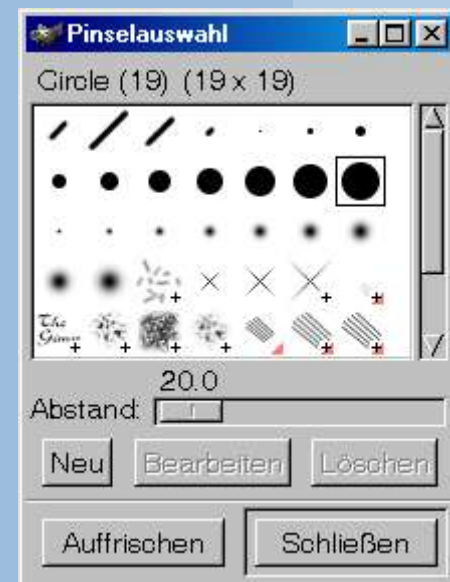 Pinselauswahl
Circle (19) (19 x 19)
The
Gimp
20.0
Abstand:
Neu Bearbeiten Löschen
Auffrischen Schließen